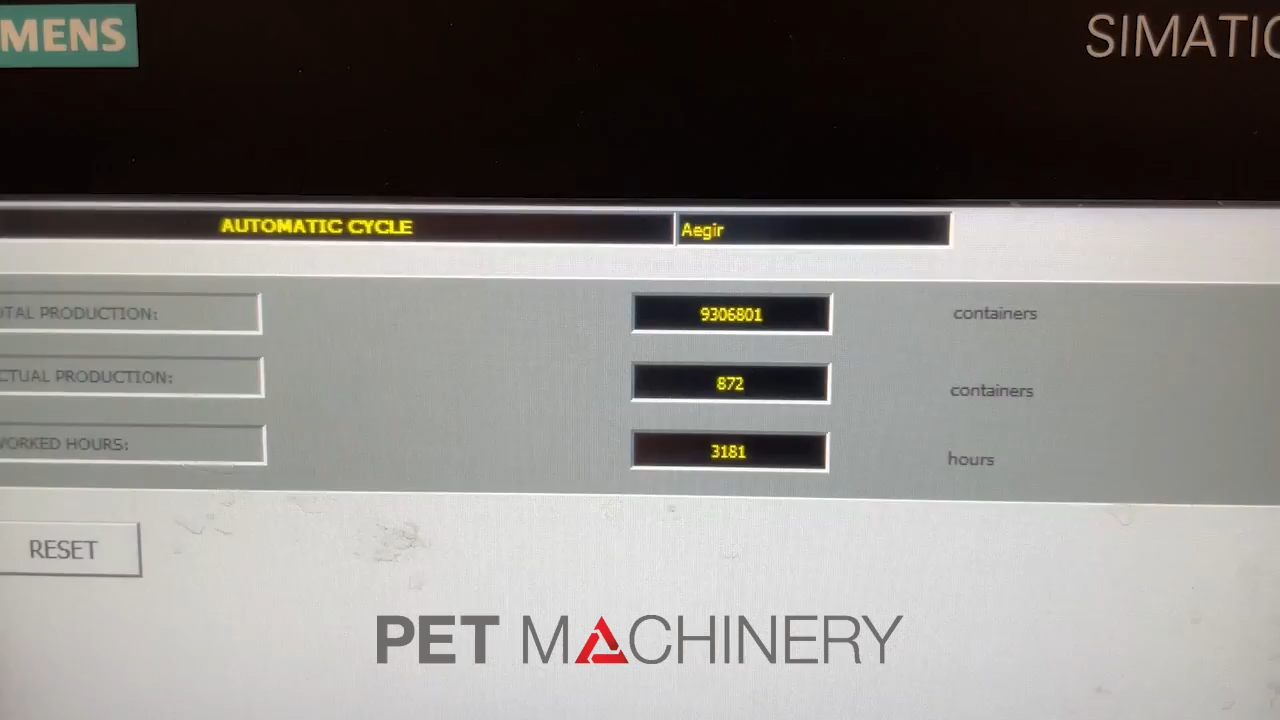 MENS
SIMATIC
AUTOMATIC CYCLE
Aegir
OTAL PRODUCTION:
9306801
containers
CTUAL PRODUCTION:
872
containers
WORKED HOURS:
3181
hours
RESET
PET MACHINERY